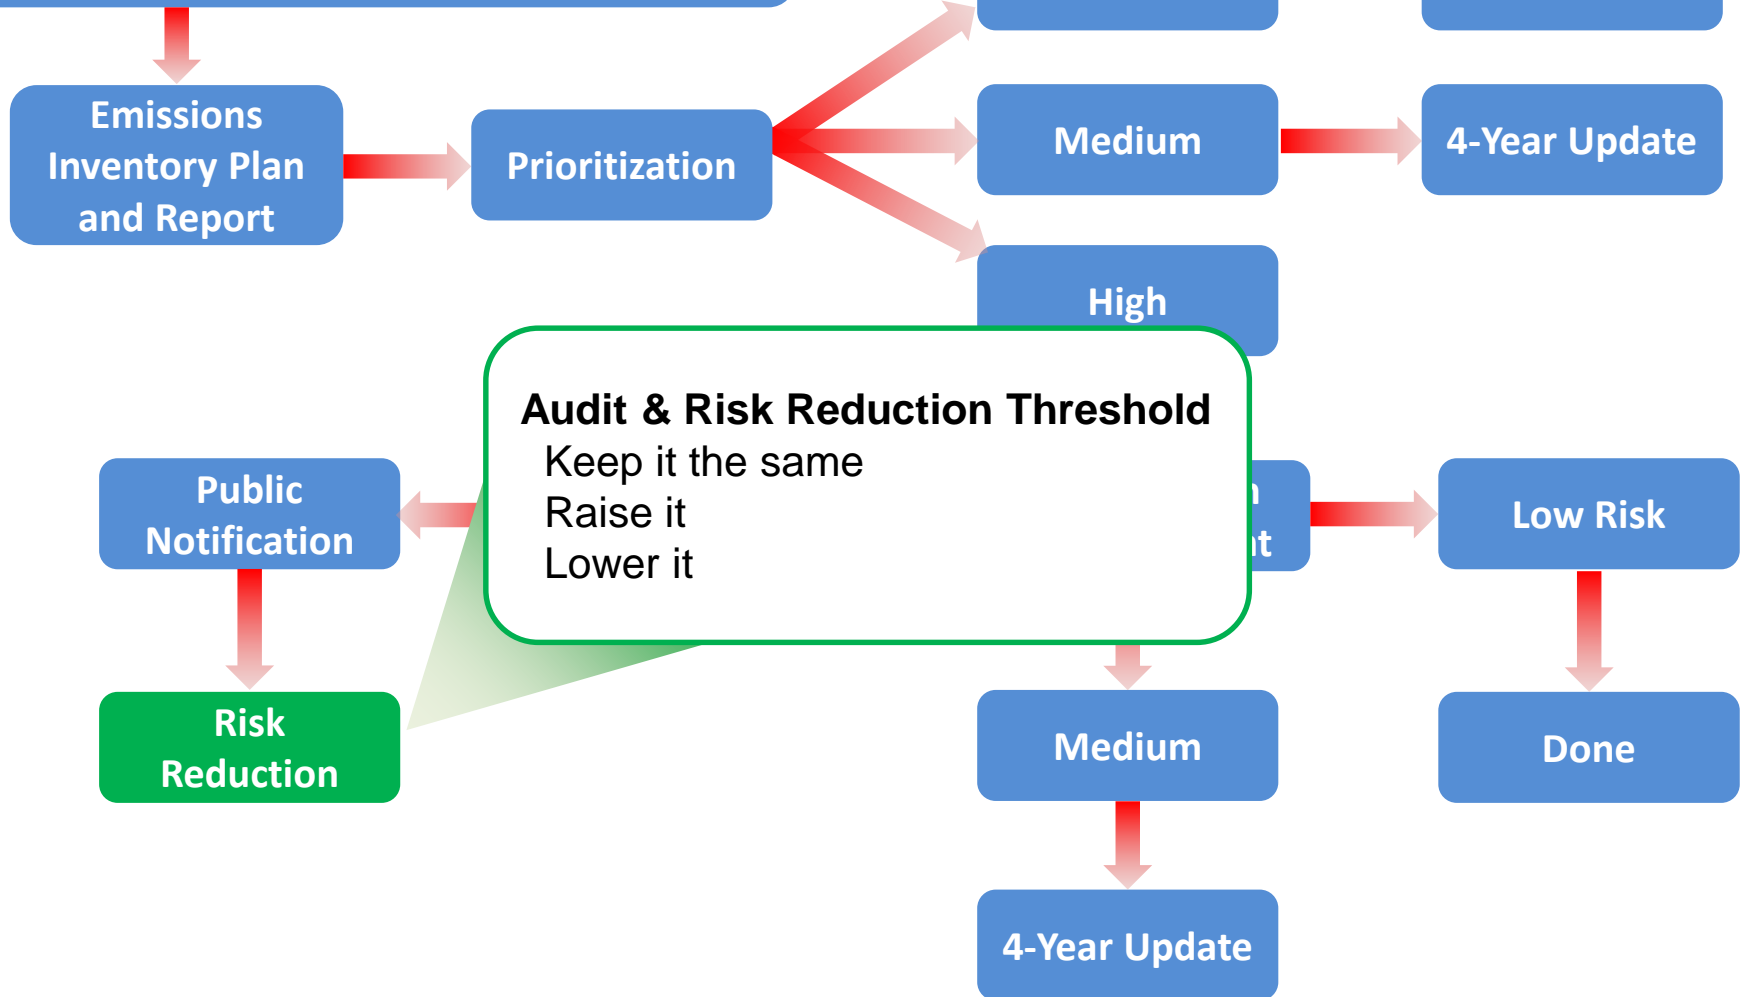 Emissions
Inventory Plan
and Report
Prioritization
Medium
4-Year Update
High
Audit & Risk Reduction Threshold
Keep it the same
Raise it
Lower it
Public
Notification
Low Risk
Risk
Reduction
Medium
Done
4-Year Update